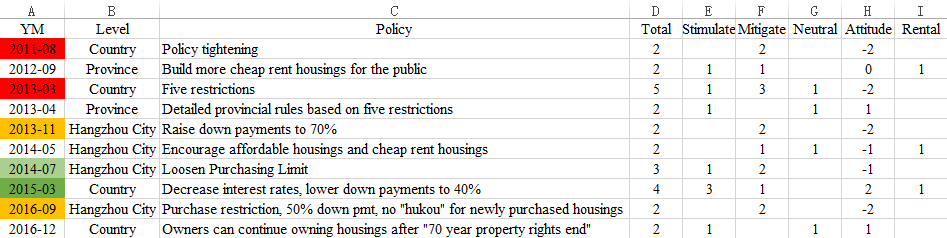 A B C D E F G H I
YM Level Policy Total Stimulate Mitigate Neutral Attitude Rental
2011-08 Country Policy tightening 2 2 -2
2012-09 Province Build more cheap rent housings for the public 2 1 1 0 1
2013-03 Country Five restrictions 5 1 3 1 -2
2013-04 Province Detailed provincial rules based on five restrictions 2 1 1 1
2013-11 Hangzhou City Raise down payments to 70% 2 2 -2
2014-05 Hangzhou City Encourage affordable housings and cheap rent housings 2 1 1 -1 1
2014-07 Hangzhou City Loosen Purchasing Limit 3 1 2 -1
2015-03 Country Decrease interest rates, lower down payments to 40% 4 3 1 2 1
2016-09 Hangzhou City Purchase restriction, 50% down pmt, no "hukou" for newly purchased housings 2 2 -2
2016-12 Country Owners can continue owning housings after "70 year property rights end" 2 1 1 1